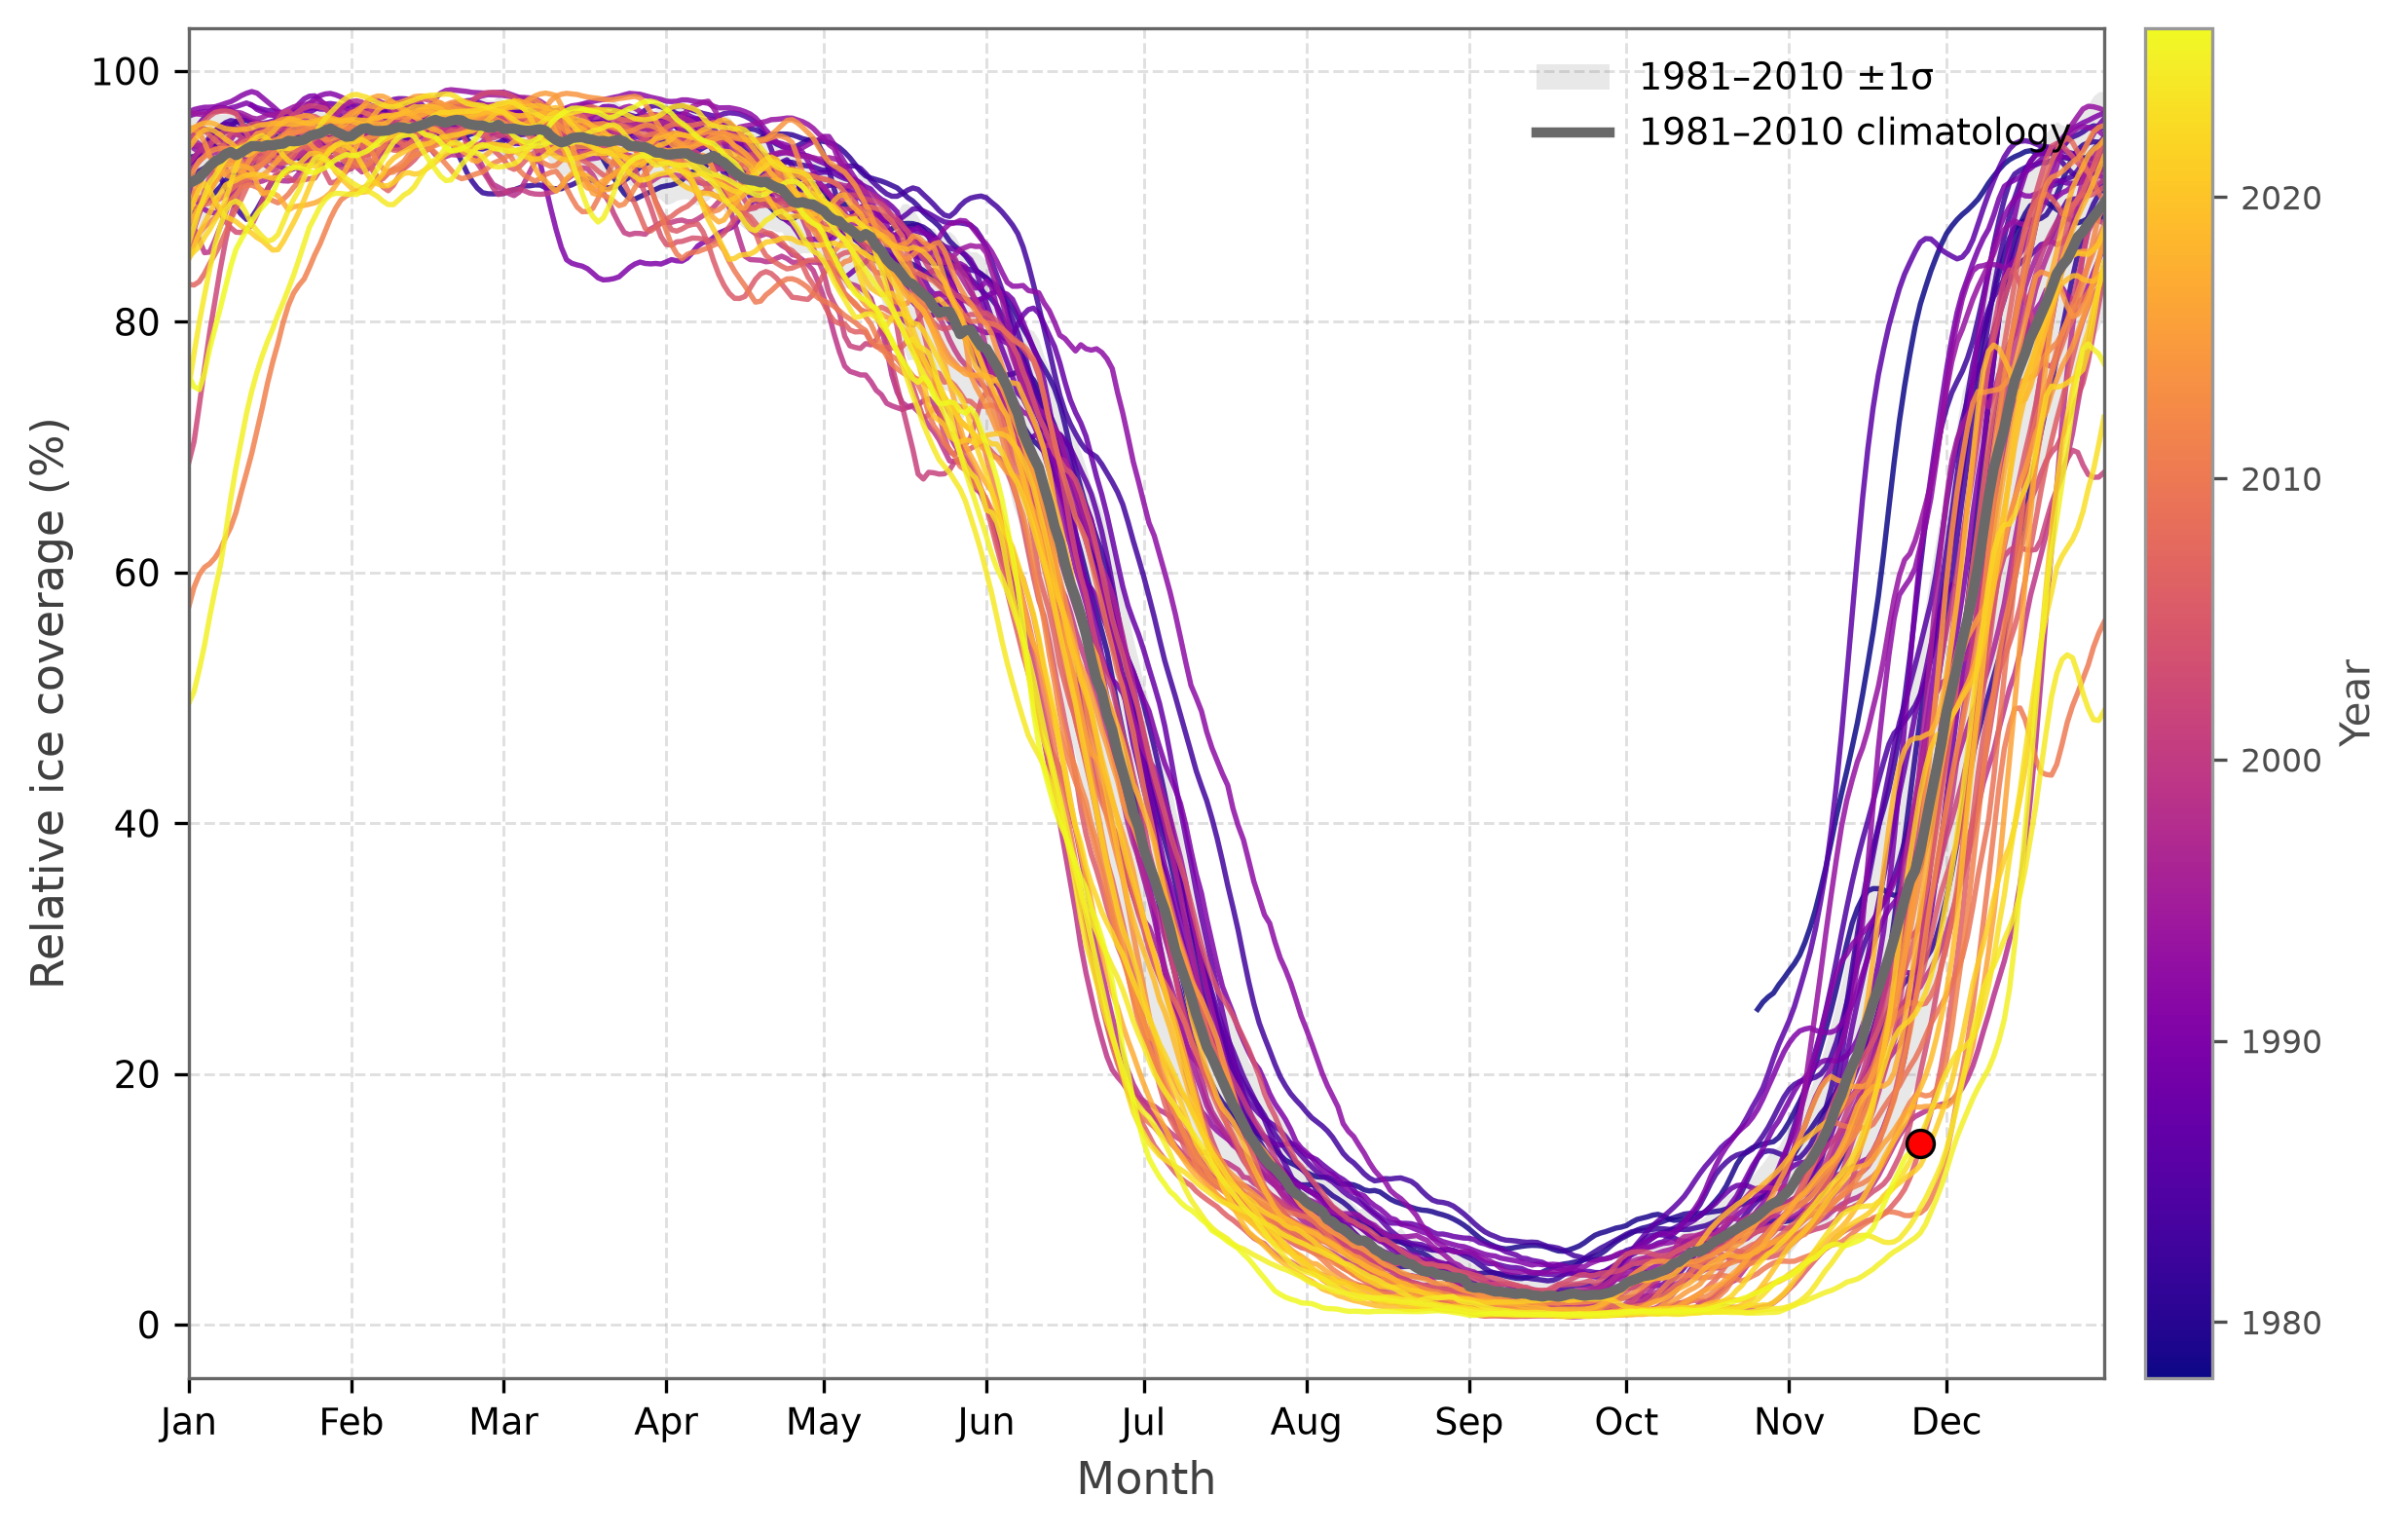 1981–2010 ±1σ
1981–2010 climatology
Relative ice coverage (%)
100
80
60
40
20
0
Jan Feb Mar Apr May Jun Jul Aug Sep Oct Nov Dec
Month
2020
2010
2000
1990
1980
Year